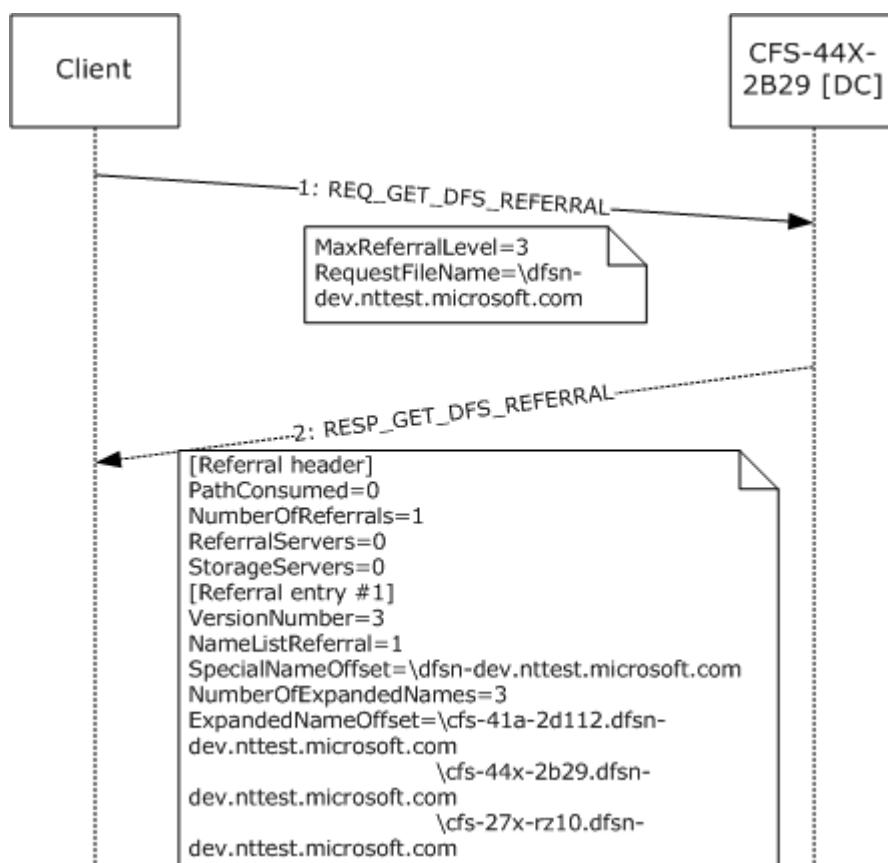 Client
CFS-44X-
2B29 [DC]
1: REQ_GET_DFS_REFERRAL
MaxReferralLevel=3
RequestFileName=\dfsn-
dev.nttest.microsoft.com
2: RESP_GET_DFS_REFERRAL
[Referral header]
PathConsumed=0
NumberOfReferrals=1
ReferralServers=0
StorageServers=0
[Referral entry #1]
VersionNumber=3
NameListReferral=1
SpecialNameOffset=\dfsn-dev.nttest.microsoft.com
NumberOfExpandedNames=3
ExpandedNameOffset=\cfs-41a-2d112.dfsn-
dev.nttest.microsoft.com
\cfs-44x-2b29.dfsn-
dev.nttest.microsoft.com
\cfs-27x-rz10.dfsn-
dev.nttest.microsoft.com